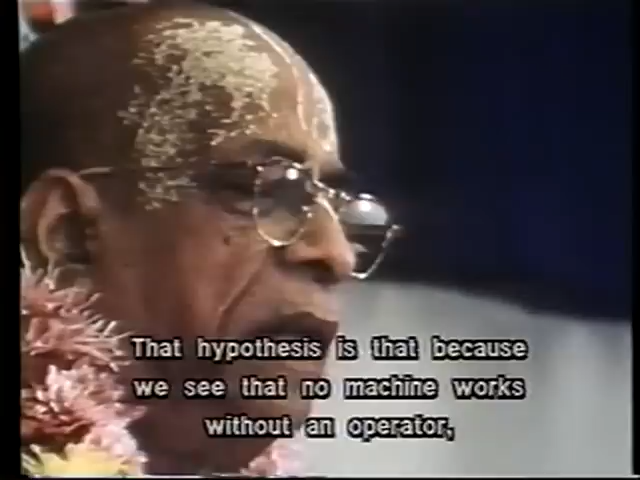 That hypothesis is that because
we see that no machine works
without an operator,